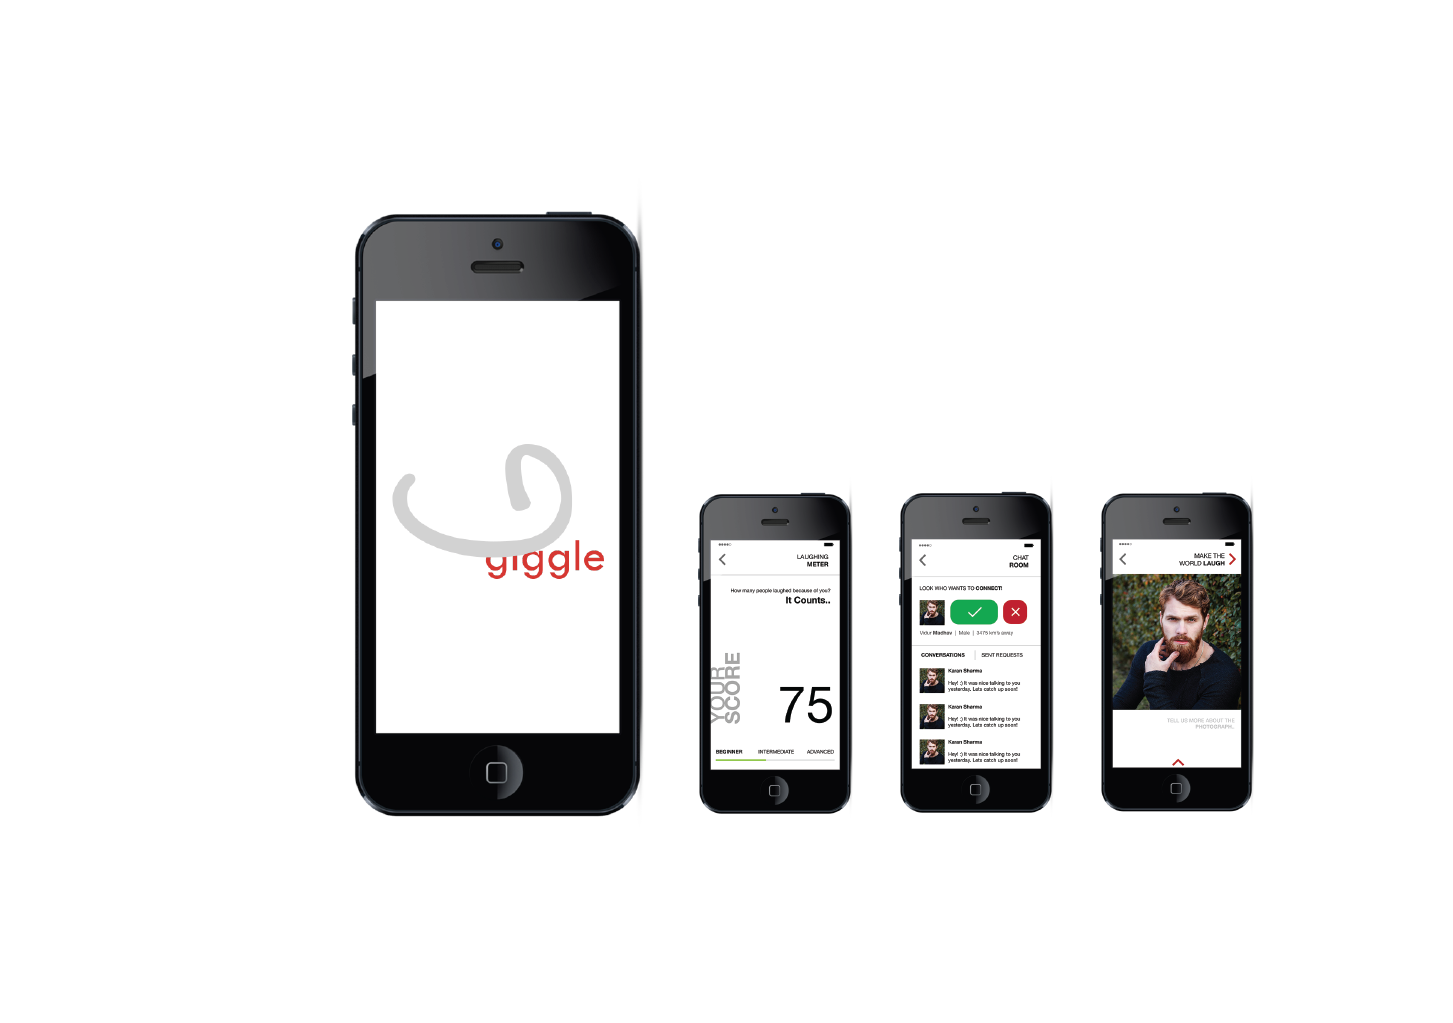 giggle
LAUGHING
METER
How many people laughed because of you?
It Counts..
YOUR
SCORE
75
BEGINNER INTERMEDIATE ADVANCED
CHAT
ROOM
LOOK WHO WANTS TO CONNECT!
Vidur Madhav | Male | 3475 km's away
CONVERSATIONS | SENT REQUESTS
Karan Sharma
Hey! :) It was nice talking to you
yesterday. Lets catch up soon!
Karan Sharma
Hey! :) It was nice talking to you
yesterday. Lets catch up soon!
Karan Sharma
Hey! :) It was nice talking to you
yesterday. Lets catch up soon!
MAKE THE
WORLD LAUGH
TELL US MORE ABOUT THE
PHOTOGRAPH.